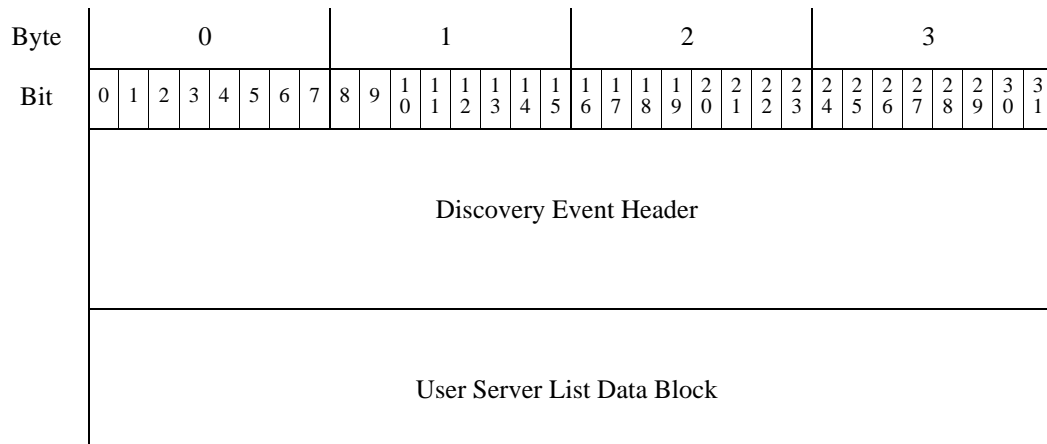 Byte 0 1 2 3
Bit 0 1 2 3 4 5 6 7 8 9 10 11 12 13 14 15 16 17 18 19 20 21 22 23 24 25 26 27 28 29 30 31
Discovery Event Header
User Server List Data Block